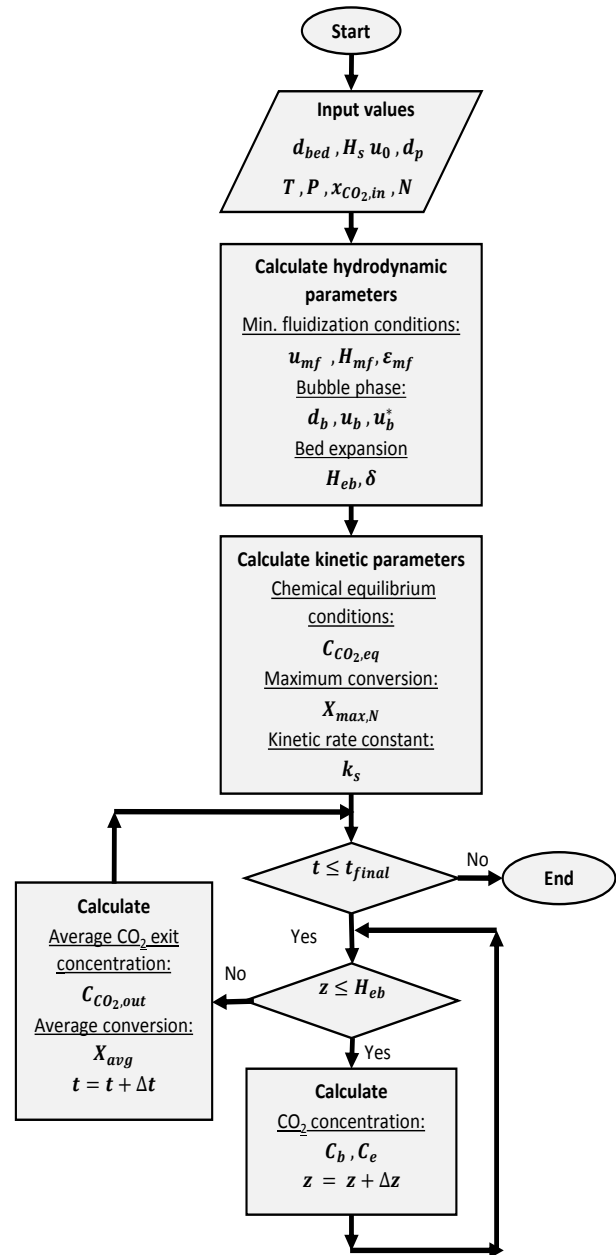 Start
Input values
d_bed , H_s u_0 , d_p
T , P , x_CO₂,in , N
Calculate hydrodynamic
parameters
Min. fluidization conditions:
u_mf , H_mf, ε_mf
Bubble phase:
d_b , u_b , u_b^*
Bed expansion
H_eb, δ
Calculate kinetic parameters
Chemical equilibrium
conditions:
C_CO₂,eq
Maximum conversion:
X_max,N
Kinetic rate constant:
k_s
t ≤ t_final
No
End
Yes
z ≤ H_eb
No
Calculate
Average CO₂ exit
concentration:
C_CO₂,out
Average conversion:
X_avg
t = t + Δt
Yes
Calculate
CO₂ concentration:
C_b , C_e
z = z + Δz